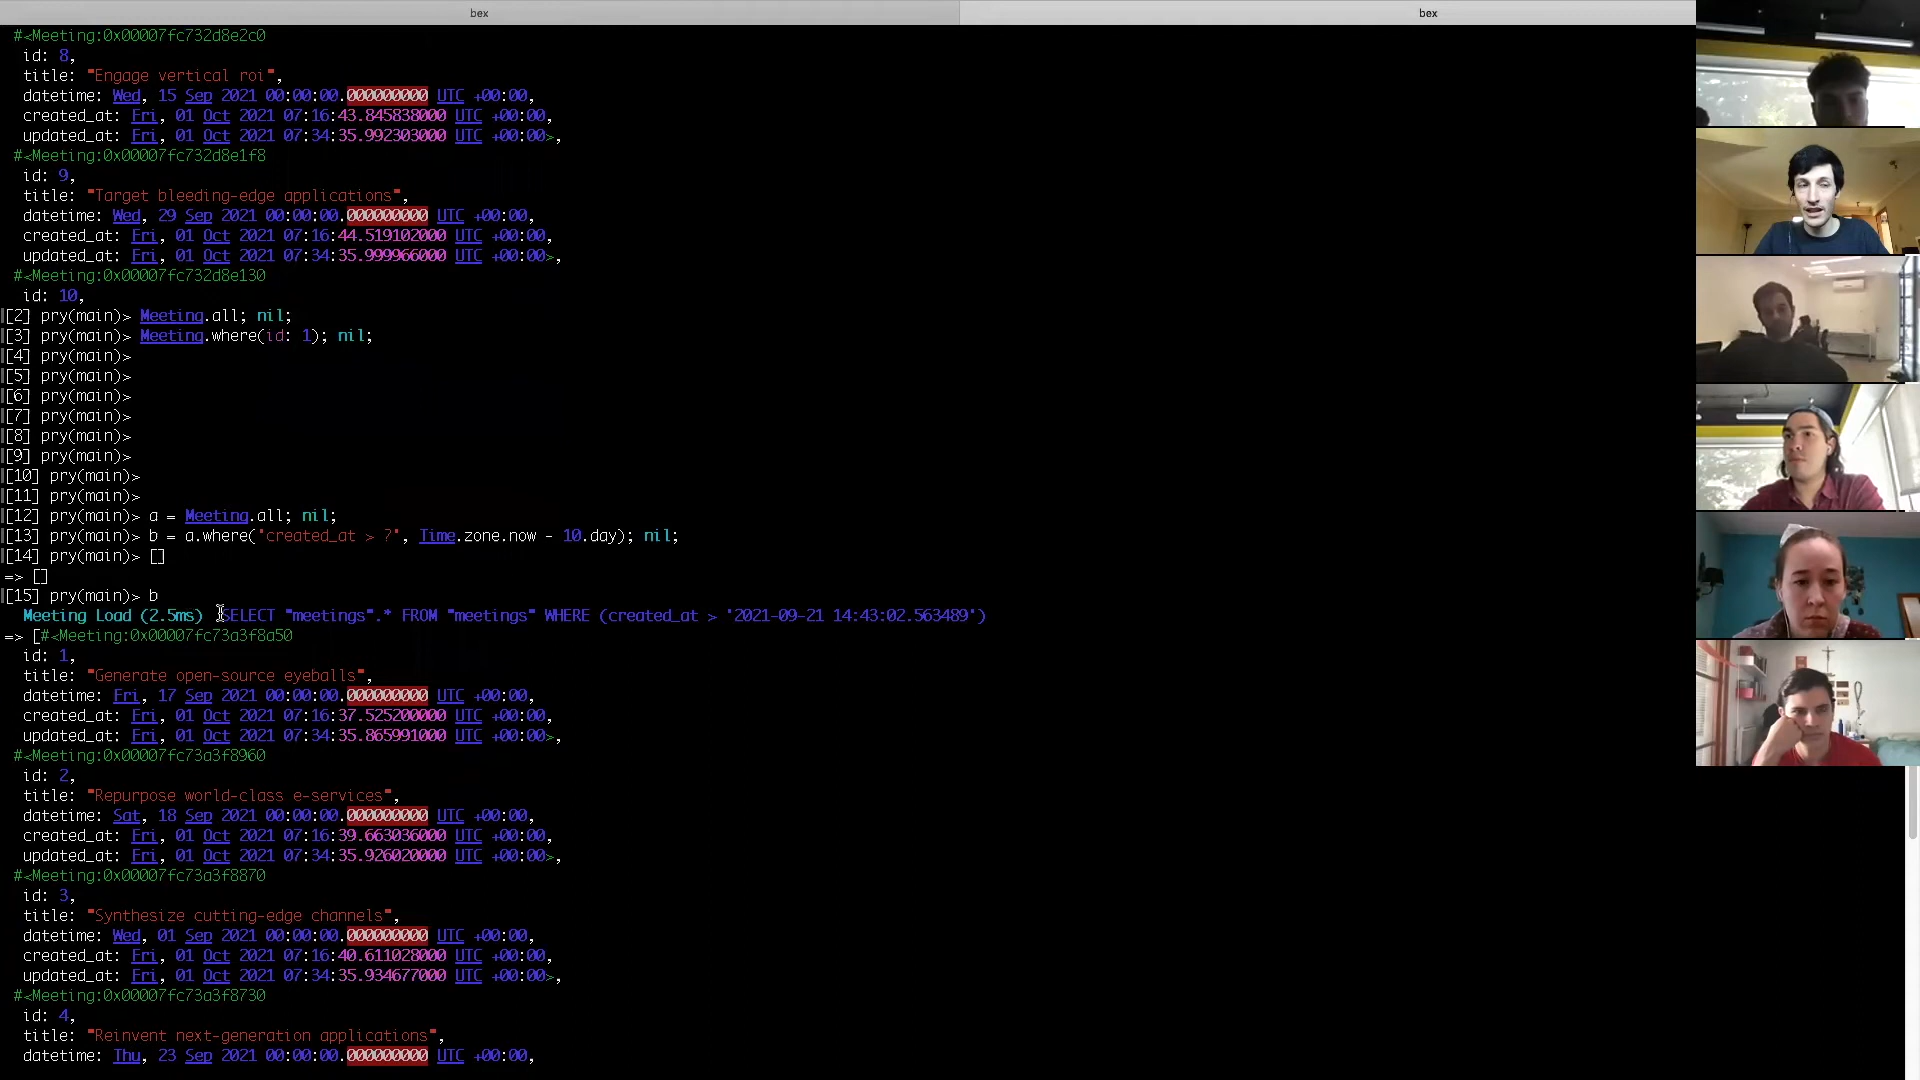 bex
bex
#<Meeting:0x00007fc732d8e2c0
id: 8,
title: "Engage vertical roi",
datetime: Wed, 15 Sep 2021 00:00:00.000000000 UTC +00:00,
created_at: Fri, 01 Oct 2021 07:16:43.845838000 UTC +00:00,
updated_at: Fri, 01 Oct 2021 07:34:35.992303000 UTC +00:00>,
#<Meeting:0x00007fc732d8e1f8
id: 9,
title: "Target bleeding-edge applications",
datetime: Wed, 29 Sep 2021 00:00:00.000000000 UTC +00:00,
created_at: Fri, 01 Oct 2021 07:16:44.519102000 UTC +00:00,
updated_at: Fri, 01 Oct 2021 07:34:35.999966000 UTC +00:00>,
#<Meeting:0x00007fc732d8e130
id: 10,
[2] pry(main)> Meeting.all; nil;
[3] pry(main)> Meeting.where(id: 1); nil;
[4] pry(main)>
[5] pry(main)>
[6] pry(main)>
[7] pry(main)>
[8] pry(main)>
[9] pry(main)>
[10] pry(main)>
[11] pry(main)>
[12] pry(main)> a = Meeting.all; nil;
[13] pry(main)> b = a.where('created_at > ?', Time.zone.now - 10.day); nil;
[14] pry(main)> []
=> []
[15] pry(main)> b
Meeting Load (2.5ms) SELECT "meetings".* FROM "meetings" WHERE (created_at > '2021-09-21 14:43:02.563489')
=> [#<Meeting:0x00007fc73a3f8a50
id: 1,
title: "Generate open-source eyeballs",
datetime: Fri, 17 Sep 2021 00:00:00.000000000 UTC +00:00,
created_at: Fri, 01 Oct 2021 07:16:37.525200000 UTC +00:00,
updated_at: Fri, 01 Oct 2021 07:34:35.865991000 UTC +00:00>,
#<Meeting:0x00007fc73a3f8960
id: 2,
title: "Repurpose world-class e-services",
datetime: Sat, 18 Sep 2021 00:00:00.000000000 UTC +00:00,
created_at: Fri, 01 Oct 2021 07:16:39.663036000 UTC +00:00,
updated_at: Fri, 01 Oct 2021 07:34:35.926020000 UTC +00:00>,
#<Meeting:0x00007fc73a3f8870
id: 3,
title: "Synthesize cutting-edge channels",
datetime: Wed, 01 Sep 2021 00:00:00.000000000 UTC +00:00,
created_at: Fri, 01 Oct 2021 07:16:40.611028000 UTC +00:00,
updated_at: Fri, 01 Oct 2021 07:34:35.934677000 UTC +00:00>,
#<Meeting:0x00007fc73a3f8730
id: 4,
title: "Reinvent next-generation applications",
datetime: Thu, 23 Sep 2021 00:00:00.000000000 UTC +00:00,